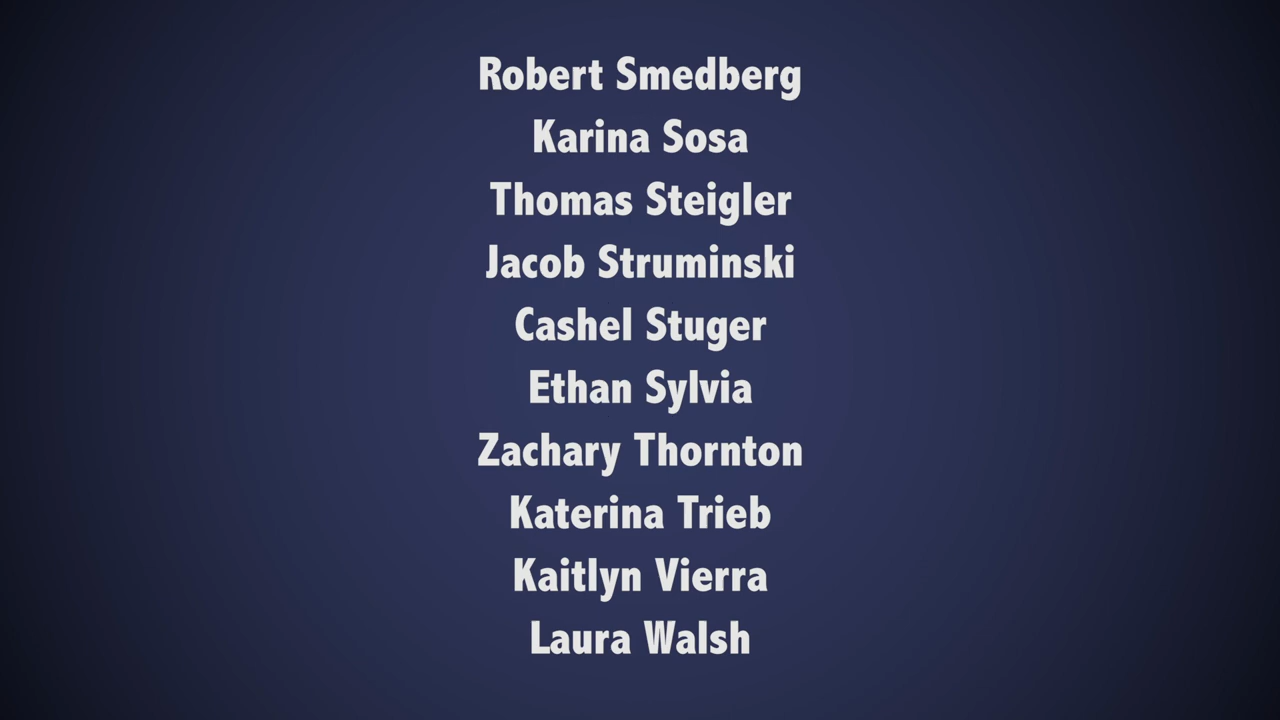 Robert Smedberg
Karina Sosa
Thomas Steigler
Jacob Struminski
Cashel Stuger
Ethan Sylvia
Zachary Thornton
Katerina Trieb
Kaitlyn Vierra
Laura Walsh